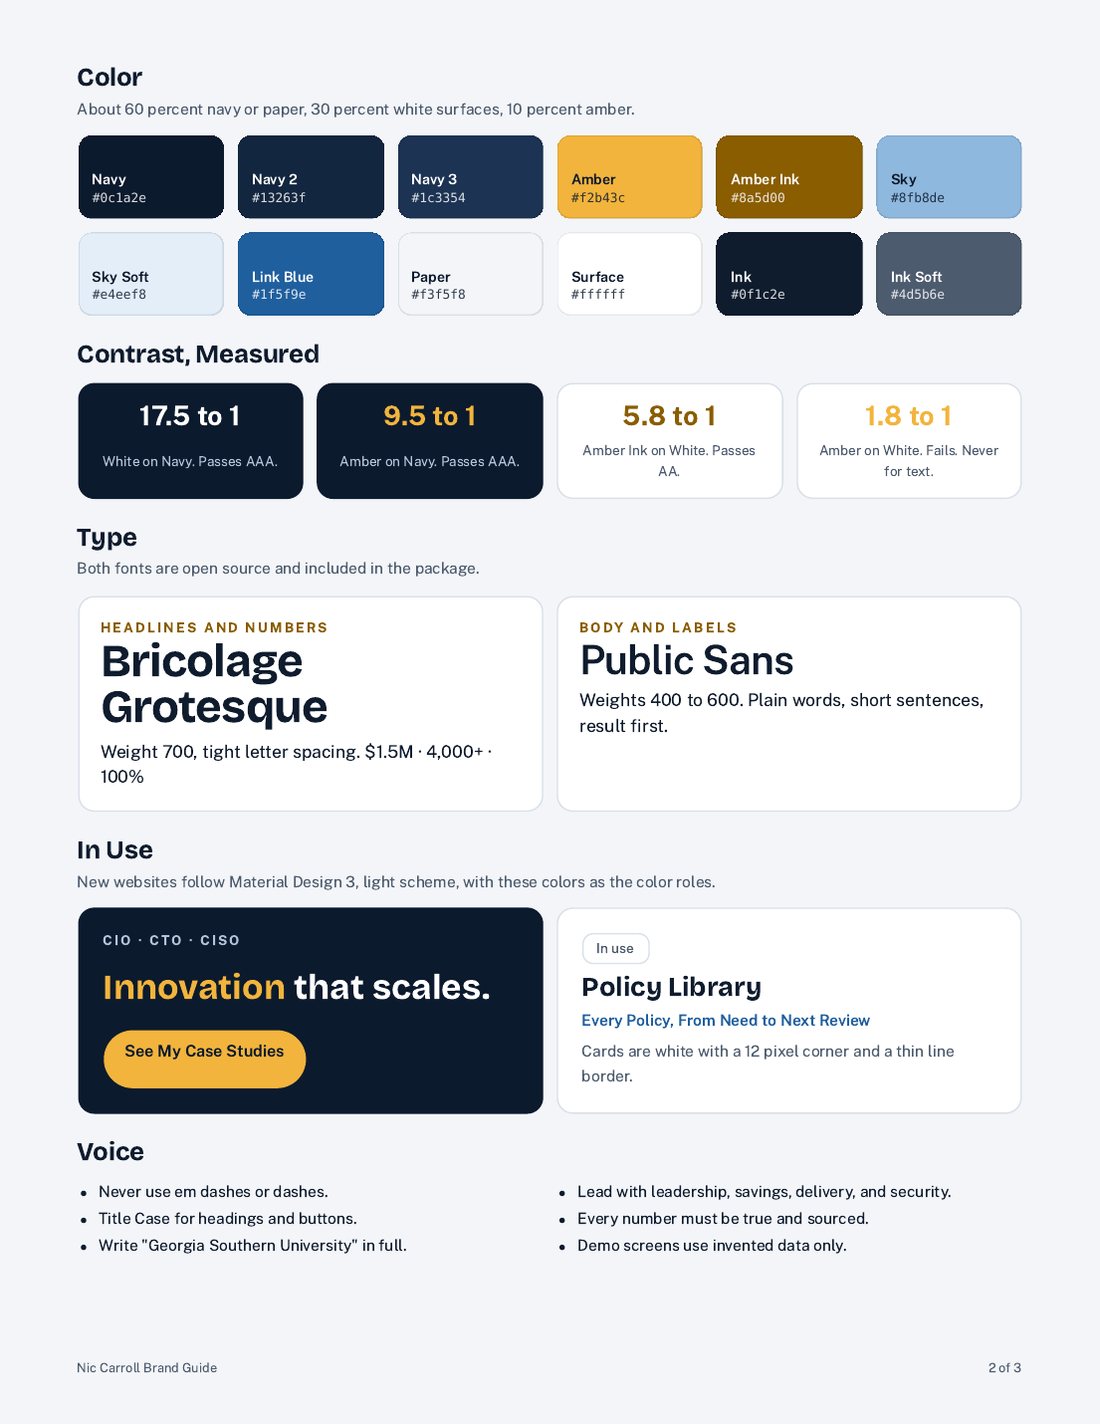 Color
About 60 percent navy or paper, 30 percent white surfaces, 10 percent amber.
Navy
#0c1a2e
Navy 2
#13263f
Navy 3
#1c3354
Amber
#f2b43c
Amber Ink
#8a5d00
Sky
#8fb8de
Sky Soft
#e4eef8
Link Blue
#1f5f9e
Paper
#f3f5f8
Surface
#ffffff
Ink
#0f1c2e
Ink Soft
#4d5b6e
Contrast, Measured
17.5 to 1
White on Navy. Passes AAA.
9.5 to 1
Amber on Navy. Passes AAA.
5.8 to 1
Amber Ink on White. Passes
AA.
1.8 to 1
Amber on White. Fails. Never
for text.
Type
Both fonts are open source and included in the package.
HEADLINES AND NUMBERS
Bricolage
Grotesque
Weight 700, tight letter spacing. $1.5M · 4,000+ ·
100%
BODY AND LABELS
Public Sans
Weights 400 to 600. Plain words, short sentences,
result first.
In Use
New websites follow Material Design 3, light scheme, with these colors as the color roles.
CIO · CTO · CISO
Innovation that scales.
See My Case Studies
In use
Policy Library
Every Policy, From Need to Next Review
Cards are white with a 12 pixel corner and a thin line
border.
Voice
• Never use em dashes or dashes.
• Title Case for headings and buttons.
• Write "Georgia Southern University" in full.
• Lead with leadership, savings, delivery, and security.
• Every number must be true and sourced.
• Demo screens use invented data only.
Nic Carroll Brand Guide
2 of 3